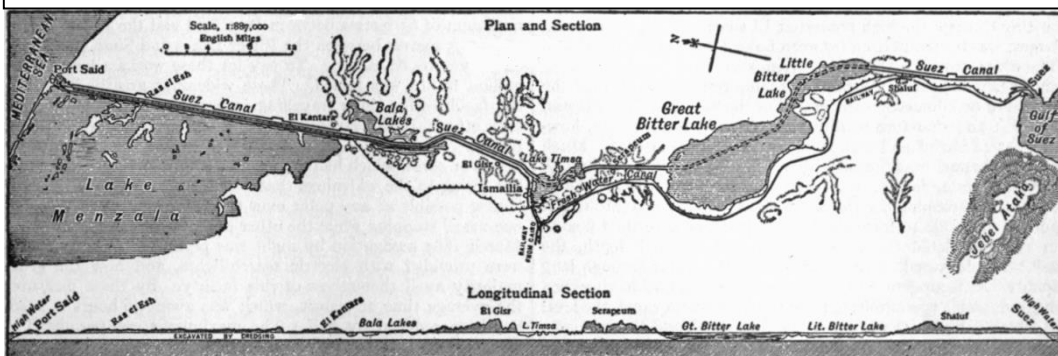 Plan and Section
Scale, 1:887,000
English Miles
N
MEDITERRANEAN
SEA
Port Said
Ras el Esh
Suez Canal
El Kantara
Bala
Lakes
Suez Canal
El Gisr
Lake Timsa
Ismailia
Serapeum
Fresh Water Canal
RAILWAY
FROM CAIRO
Great
Bitter Lake
Little
Bitter
Lake
Suez Canal
RAILWAY
Shaluf
Suez
Gulf
of
Suez
Jebel Ataka
Lake
Menzala
Longitudinal Section
High Water
Port Said
Ras el Esh
El Kantara
Bala Lakes
El Gisr
L. Timsa
Serapeum
Gt. Bitter Lake
Lit. Bitter Lake
Shaluf
Suez
High Water
EXCAVATED BY DREDGING